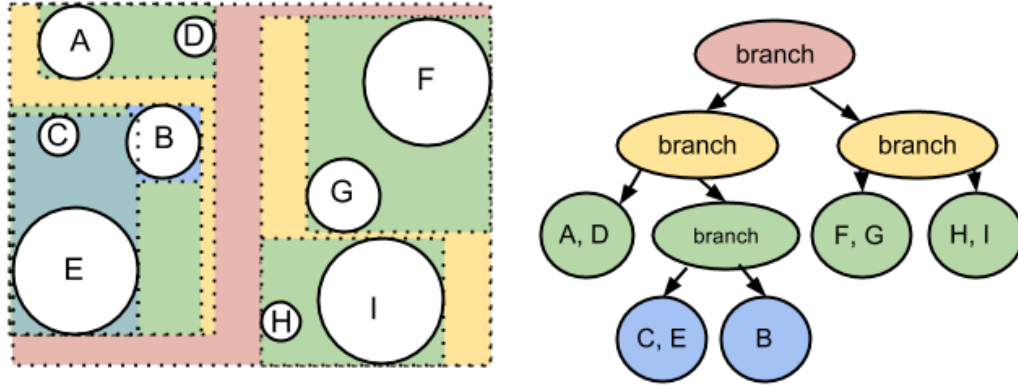 A
D
F
C
B
G
E
H
I
branch
branch
branch
A, D
branch
F, G
H, I
C, E
B